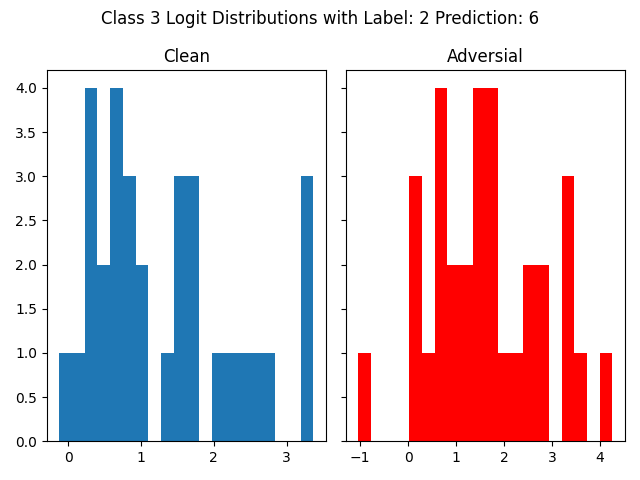 Class 3 Logit Distributions with Label: 2 Prediction: 6
Clean
Adversial
4.0
3.5
3.0
2.5
2.0
1.5
1.0
0.5
0.0
0 1 2 3
−1 0 1 2 3 4